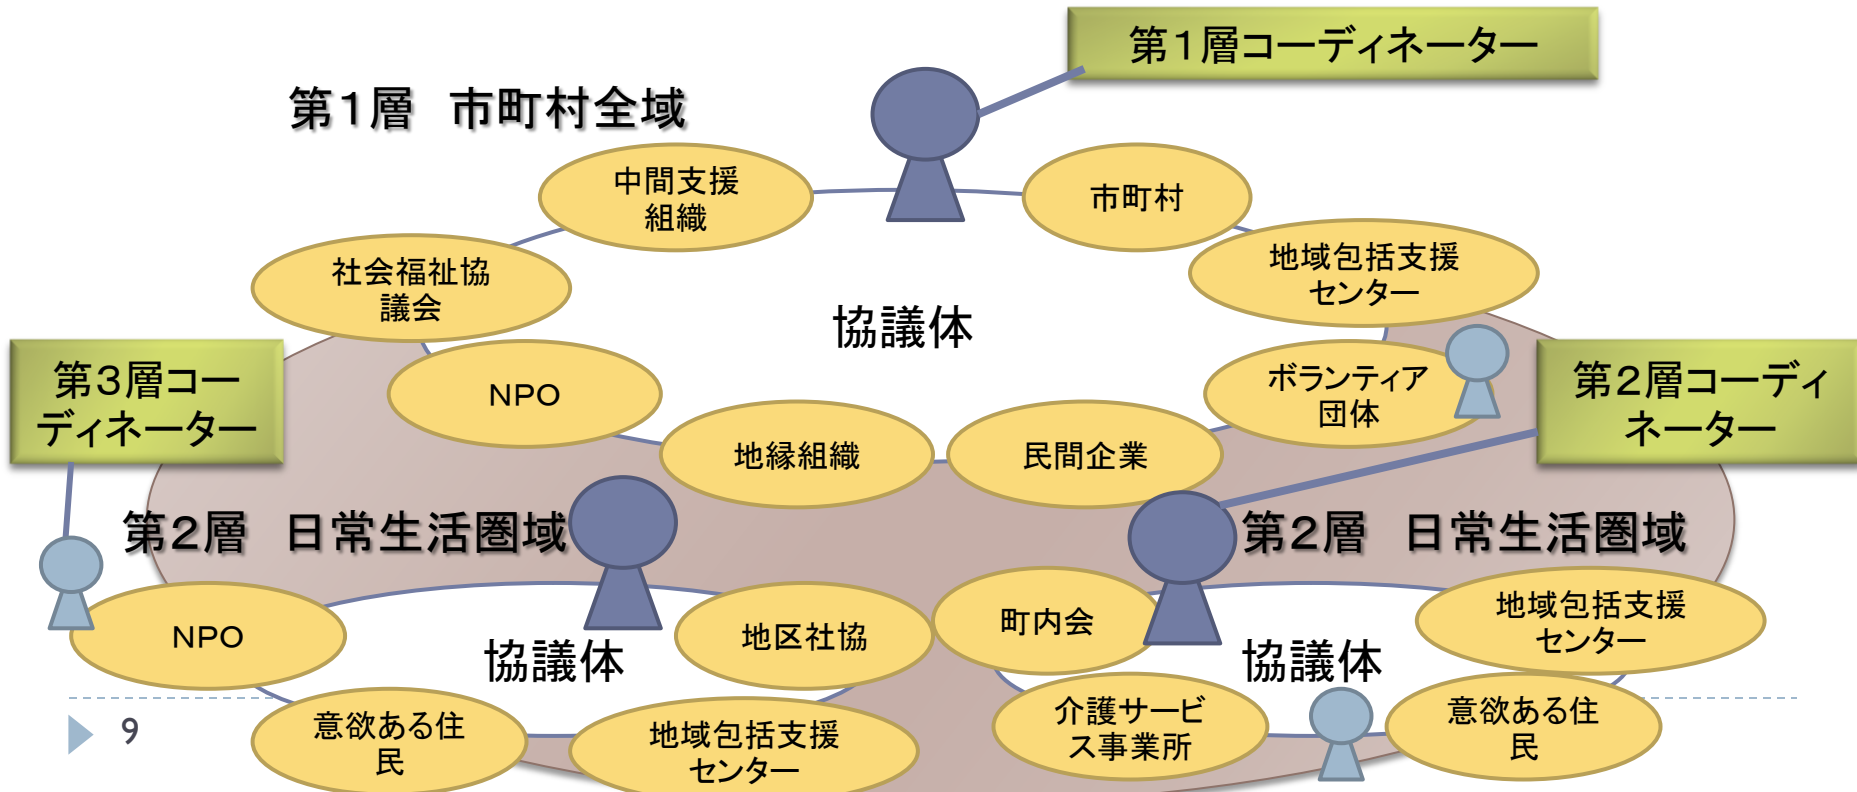 第１層コーディネーター
第１層　市町村全域
中間支援
組織
市町村
社会福祉協
議会
地域包括支援
センター
協議体
第３層コー
ディネーター
NPO
ボランティア
団体
第２層コーディ
ネーター
地縁組織
民間企業
第２層　日常生活圏域
第２層　日常生活圏域
NPO
地区社協
町内会
地域包括支援
センター
協議体
協議体
意欲ある住
民
地域包括支援
センター
介護サービ
ス事業所
意欲ある住
民
9